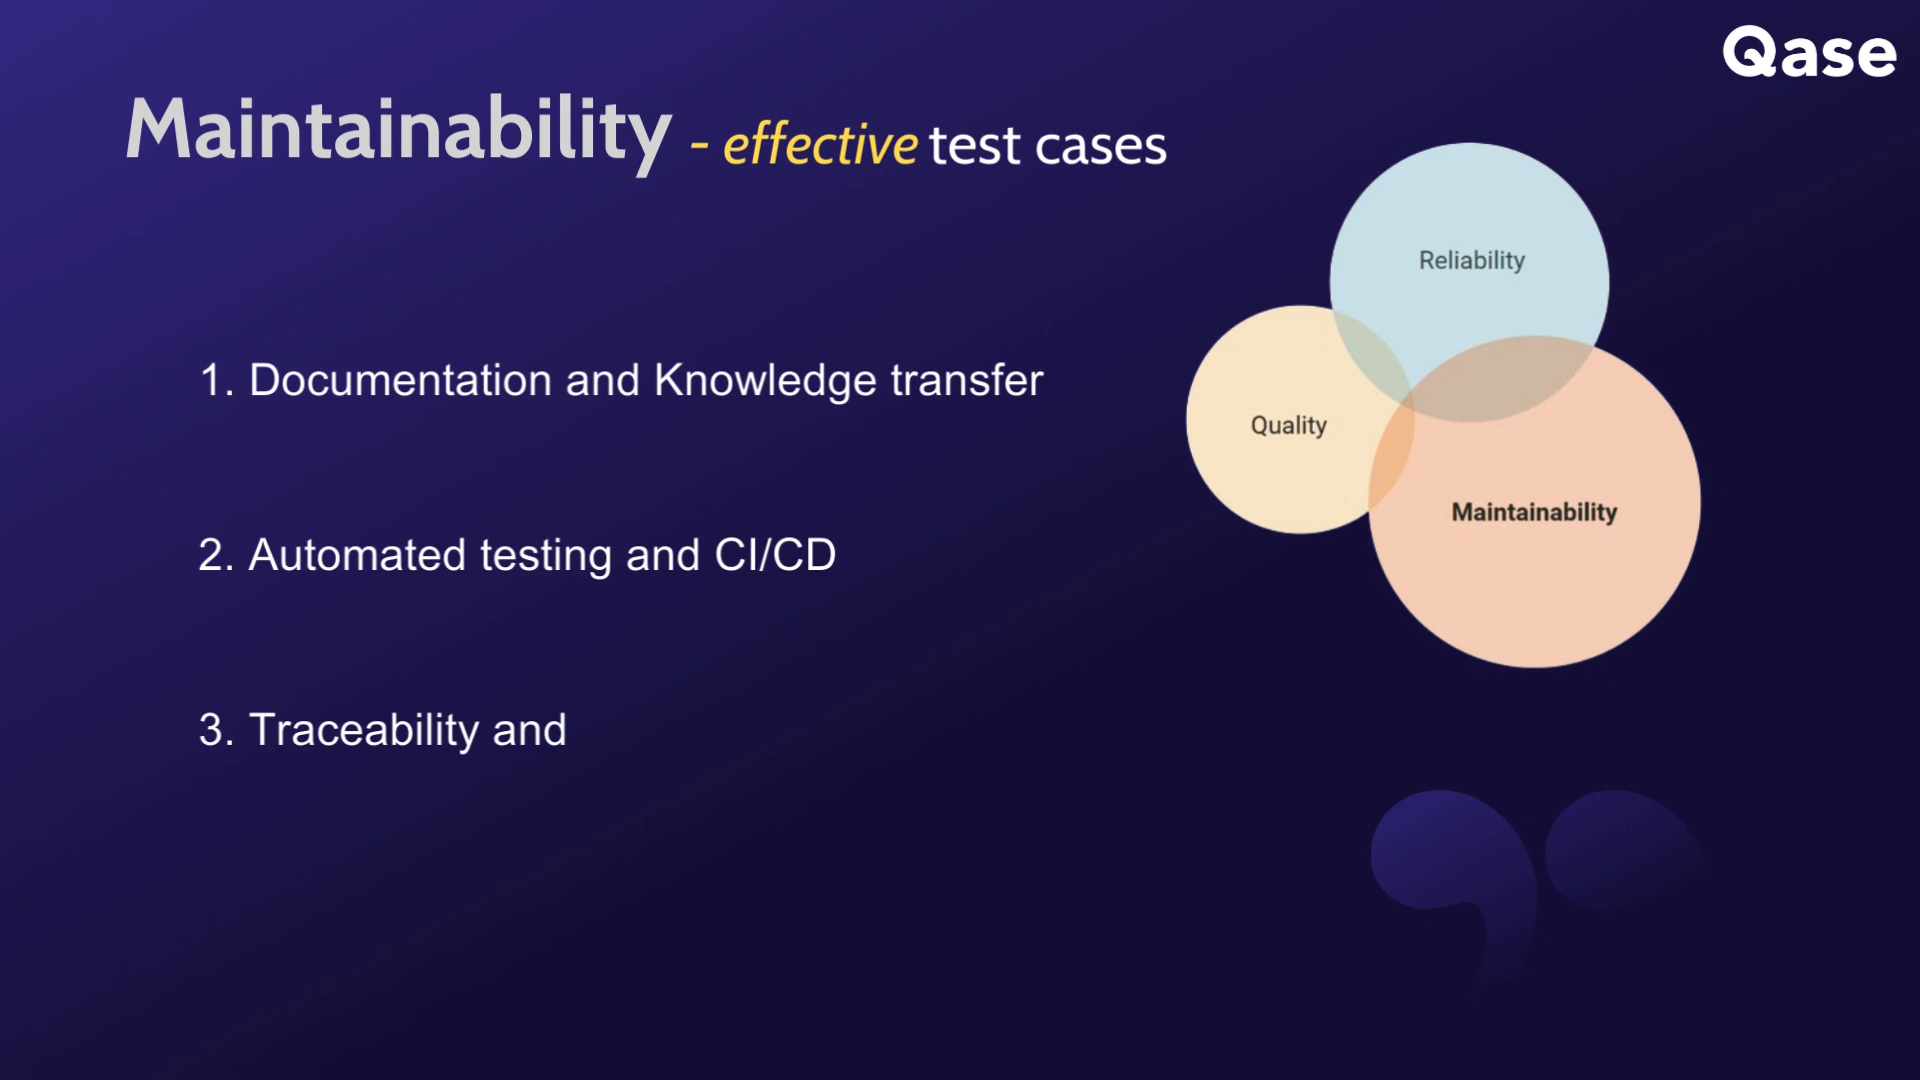 Qase
Maintainability - effective test cases
Reliability
Quality
Maintainability
1. Documentation and Knowledge transfer
2. Automated testing and CI/CD
3. Traceability and